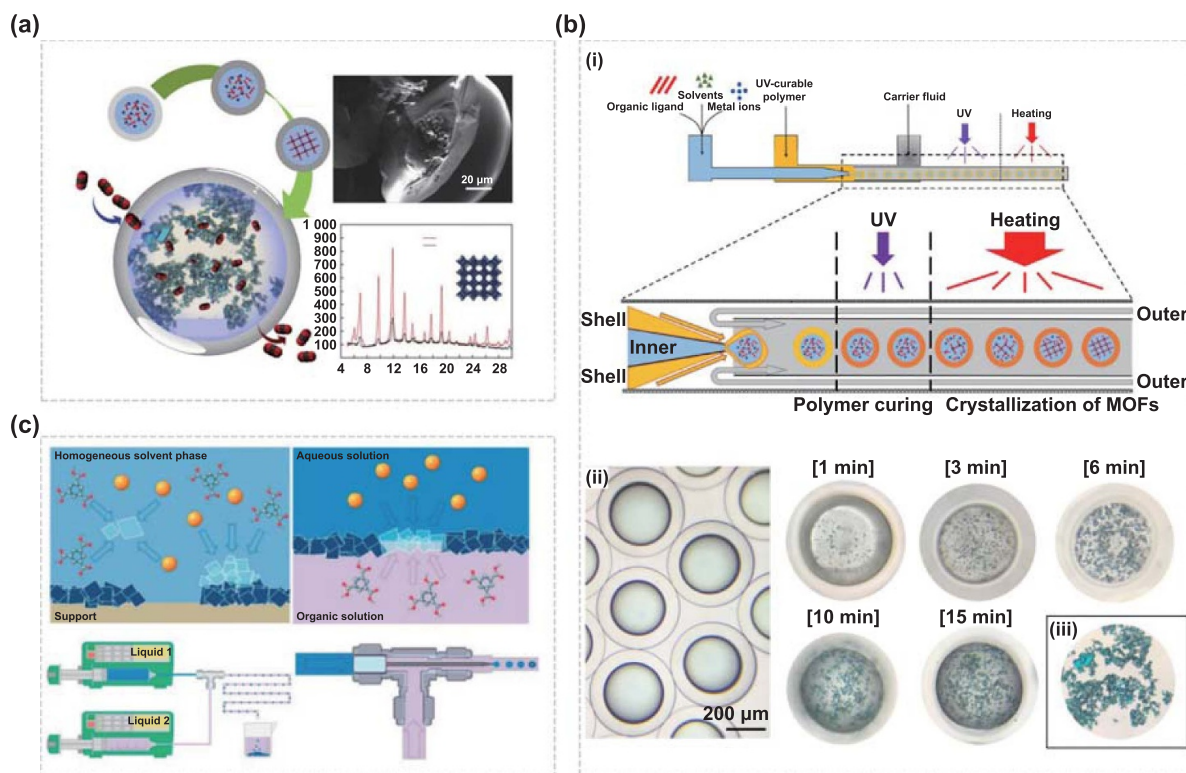 (a)
20 µm
1 000
900
800
700
600
500
400
300
200
100
4 8 12 16 20 24 28
(b)
(i)
Organic ligand
Solvents
Metal ions
UV-curable
polymer
Carrier fluid
UV
Heating
UV
Heating
Shell
Inner
Shell
Outer
Outer
Polymer curing
Crystallization of MOFs
(ii)
200 µm
[1 min]
[3 min]
[6 min]
[10 min]
[15 min]
(iii)
(c)
Homogeneous solvent phase
Support
Aqueous solution
Organic solution
Liquid 1
Liquid 2